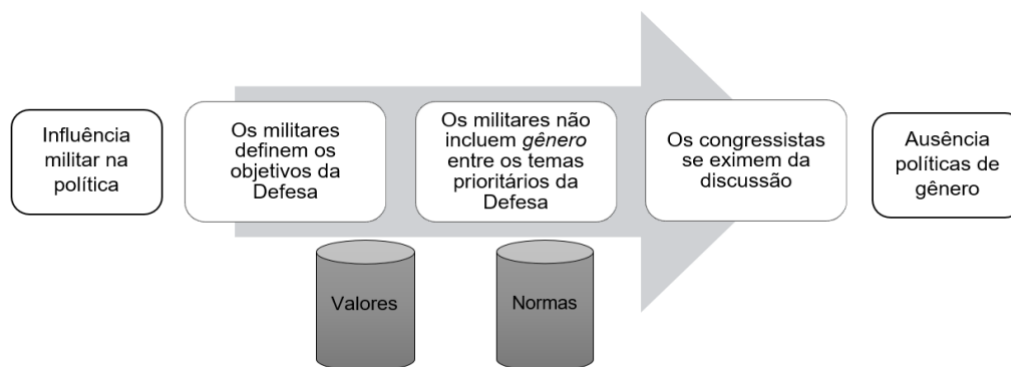 Influência
militar na
política
Os militares
definem os
objetivos da
Defesa
Os militares não
incluem gênero
entre os temas
prioritários da
Defesa
Os congressistas
se eximem da
discussão
Ausência
políticas de
gênero
Valores
Normas